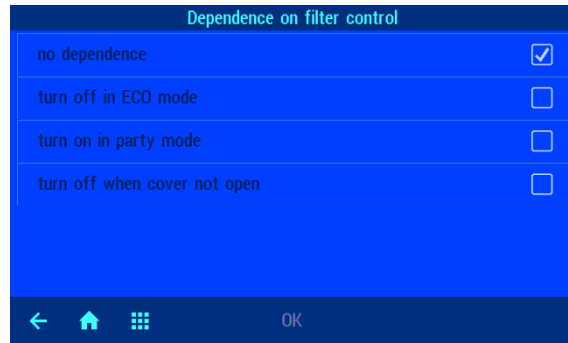 Dependence on filter control
no dependence
turn off in ECO mode
turn on in party mode
turn off when cover not open
OK